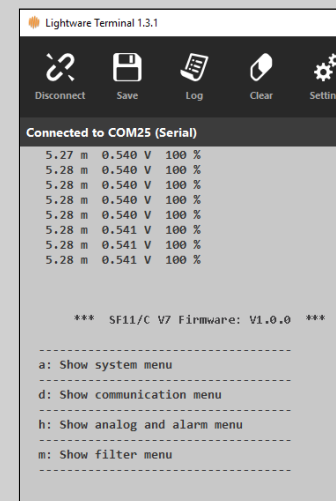 Lightware Terminal 1.3.1
Disconnect Save Log Clear
Connected to COM25 (Serial)
5.27 m 0.540 V 100 %
5.28 m 0.540 V 100 %
5.28 m 0.540 V 100 %
5.28 m 0.540 V 100 %
5.28 m 0.540 V 100 %
5.28 m 0.541 V 100 %
5.28 m 0.541 V 100 %
5.28 m 0.541 V 100 %
*** SF11/C V7 Firmware: V1.0.0 ***
------------------------------------
a: Show system menu
------------------------------------
d: Show communication menu
------------------------------------
h: Show analog and alarm menu
------------------------------------
m: Show filter menu
------------------------------------